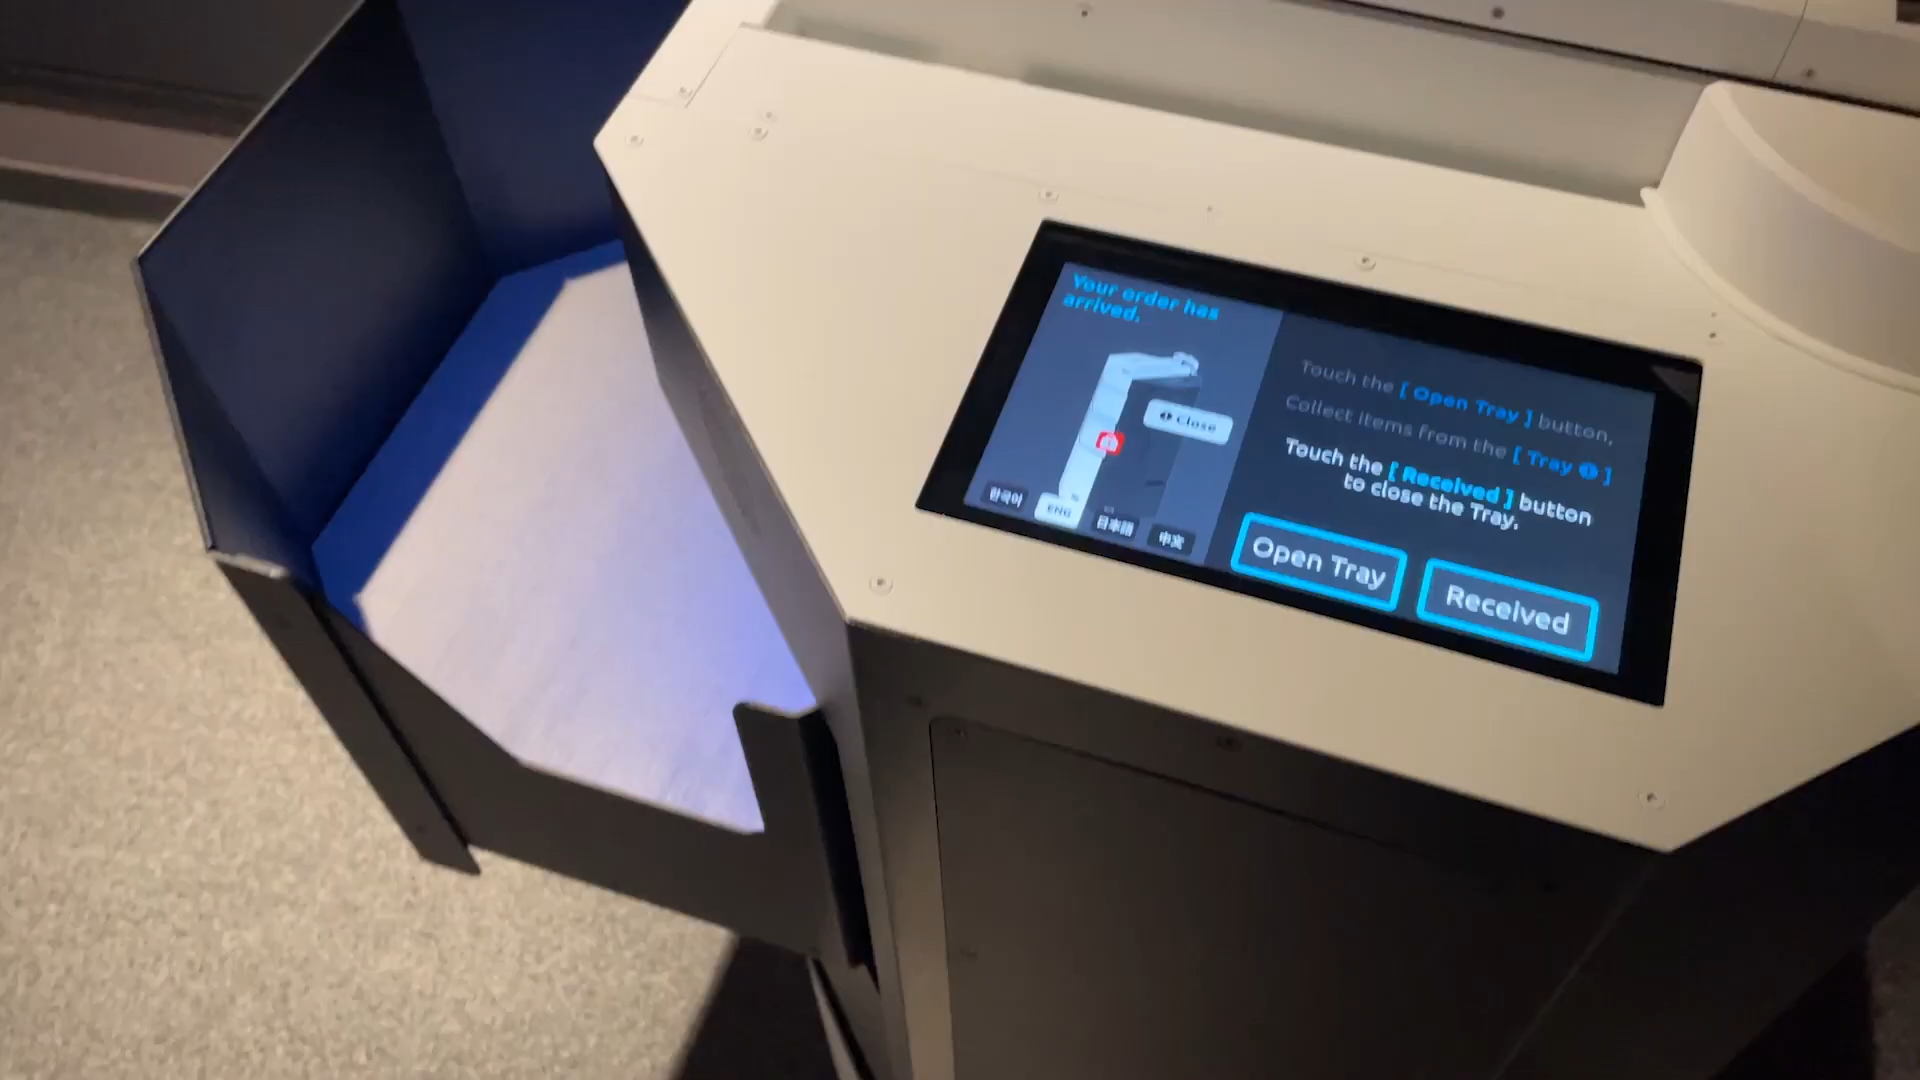 Your order has
arrived.
Close
한국어
ENG
日本語
中文
Touch the [ Open Tray ] button,
Collect items from the [ Tray ❶ ]
Touch the [ Received ] button
to close the Tray.
Open Tray
Received